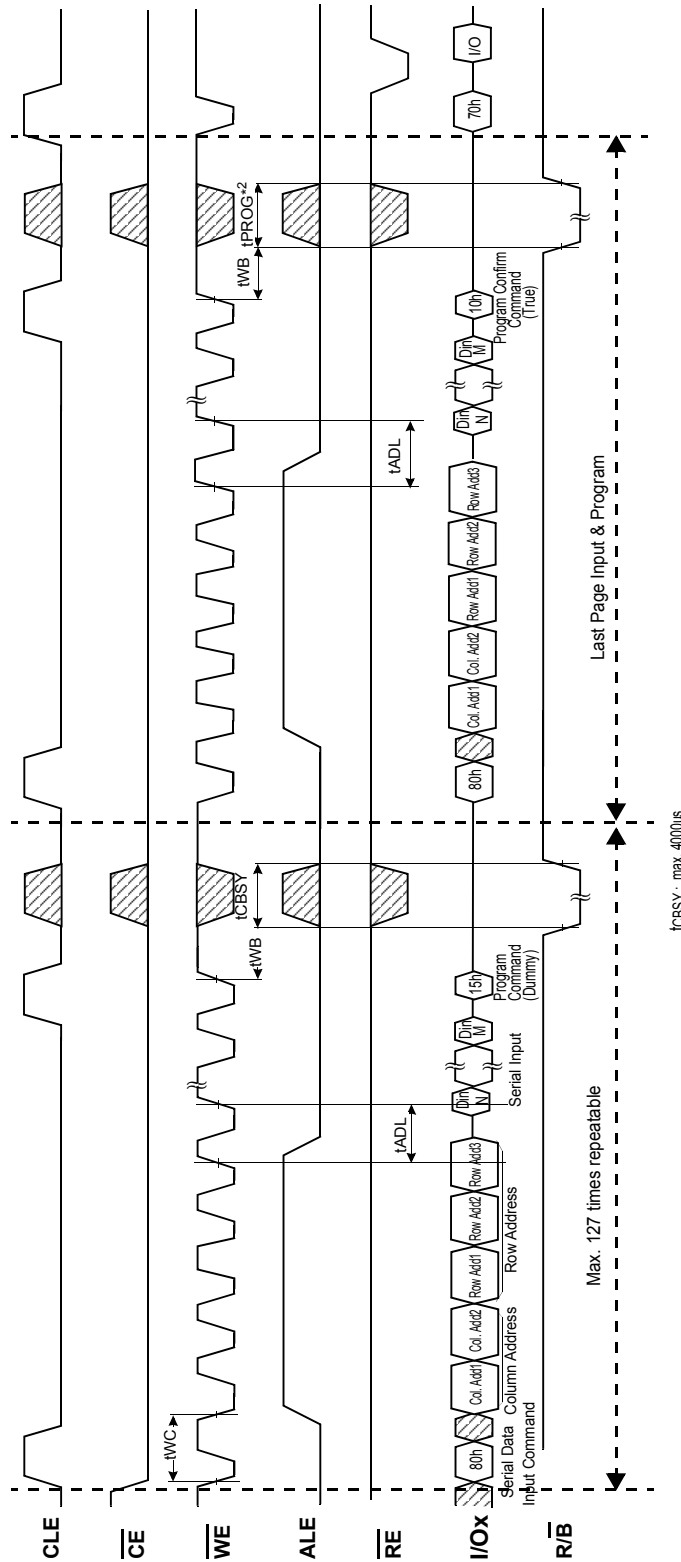 CLE
CE
WE
tWC
tWB
tCBSY
tWB
tPROG*2
ALE
RE
tADL
tADL
I/Ox
80h
Col. Add1
Col. Add2
Row Add1
Row Add2
Row Add3
Din
N
Din
M
15h
80h
Col. Add1
Col. Add2
Row Add1
Row Add2
Row Add3
Din
N
Din
M
10h
70h
I/O
Serial Data
Input Command
Column Address
Row Address
Serial Input
Program
Command
(Dummy)
Program Confirm
Command
(True)
R/B
Max. 127 times repeatable
Last Page Input & Program
tCBSY : max. 4000us